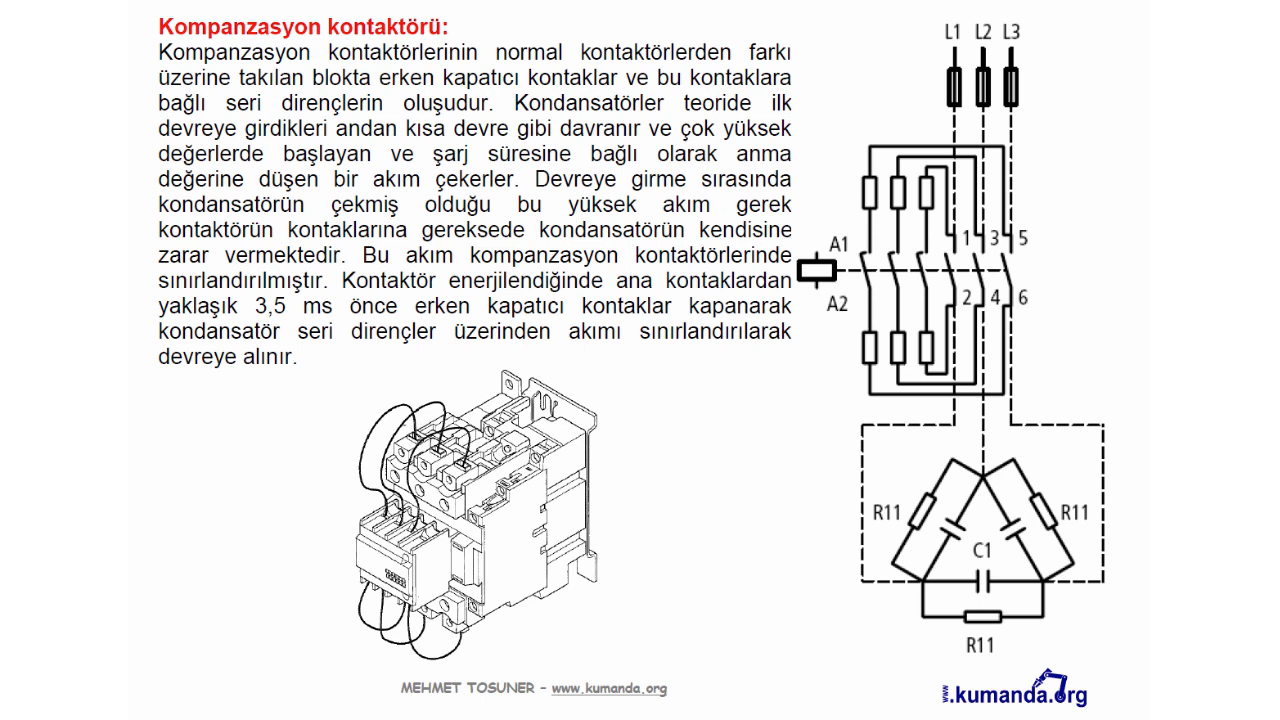 Kompanzasyon kontaktörü:
Kompanzasyon kontaktörlerinin normal kontaktörlerden farkı
üzerine takılan blokta erken kapatıcı kontaklar ve bu kontaklara
bağlı seri dirençlerin oluşudur. Kondansatörler teoride ilk
devreye girdikleri andan kısa devre gibi davranır ve çok yüksek
değerlerde başlayan ve şarj süresine bağlı olarak anma
değerine düşen bir akım çekerler. Devreye girme sırasında
kondansatörün çekmiş olduğu bu yüksek akım gerek
kontaktörün kontaklarına gereksede kondansatörün kendisine
zarar vermektedir. Bu akım kompanzasyon kontaktörlerinde
sınırlandırılmıştır. Kontaktör enerjilendiğinde ana kontaklardan
yaklaşık 3,5 ms önce erken kapatıcı kontaklar kapanarak
kondansatör seri dirençler üzerinden akımı sınırlandırılarak
devreye alınır.
L1 L2 L3
A1 1 3 5
A2 2 4 6
R11 R11
C1
R11
MEHMET TOSUNER - www.kumanda.org
www.kumanda.org